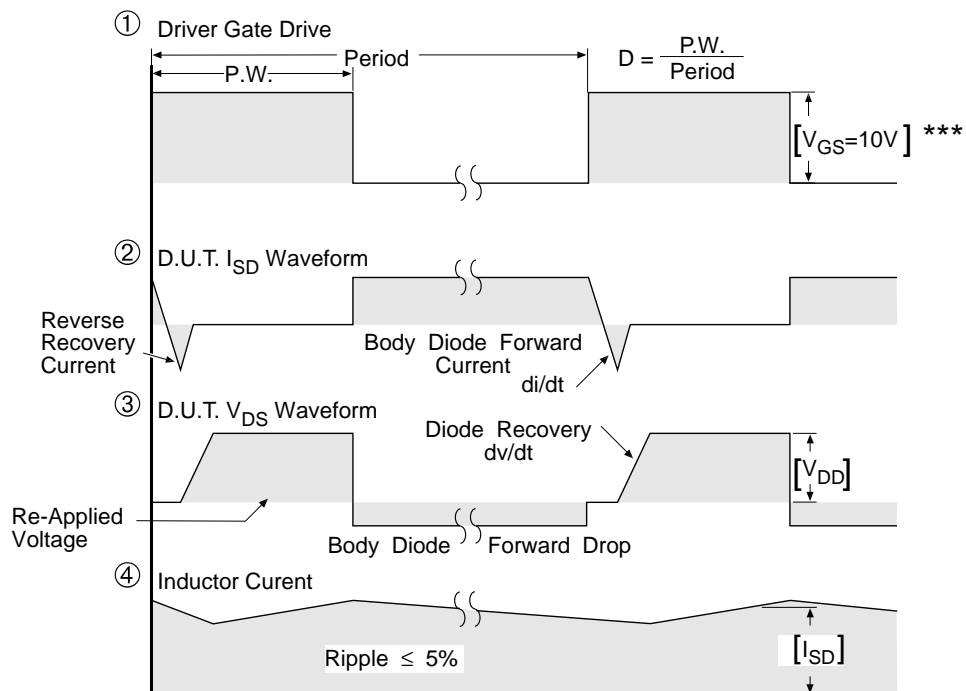 ① Driver Gate Drive
Period
P.W.
D = P.W.
Period
[VGS=10V] ***
② D.U.T. ISD Waveform
Reverse
Recovery
Current
Body Diode Forward
Current
di/dt
③ D.U.T. VDS Waveform
Diode Recovery
dv/dt
[VDD]
Re-Applied
Voltage
Body Diode Forward Drop
④ Inductor Curent
Ripple ≤ 5%
[ISD]